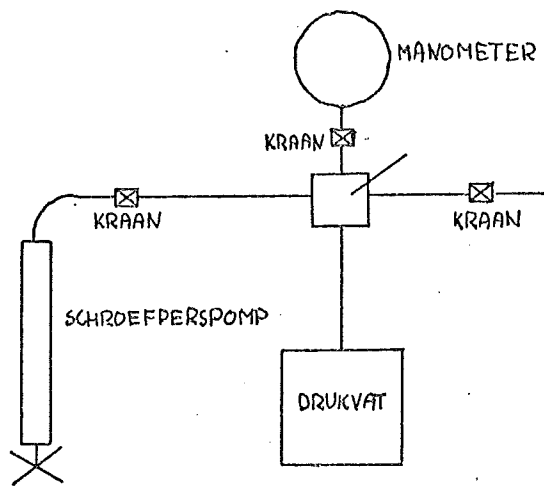 MANOMETER
KRAAN
KRAAN
KRAAN
SCHROEFPERSPOMP
DRUKVAT